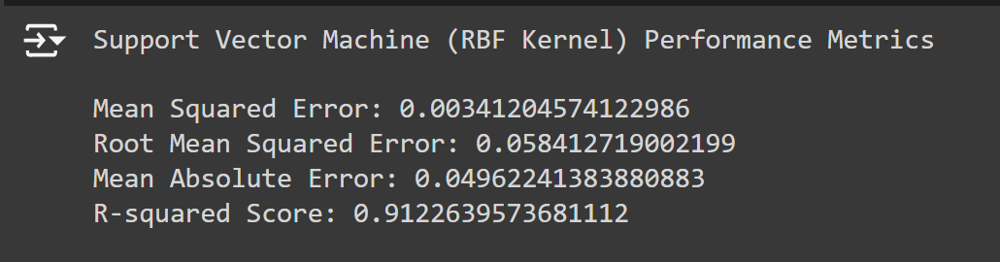 Support Vector Machine (RBF Kernel) Performance Metrics
Mean Squared Error: 0.00341204574122986
Root Mean Squared Error: 0.058412719002199
Mean Absolute Error: 0.04962241383880883
R-squared Score: 0.9122639573681112